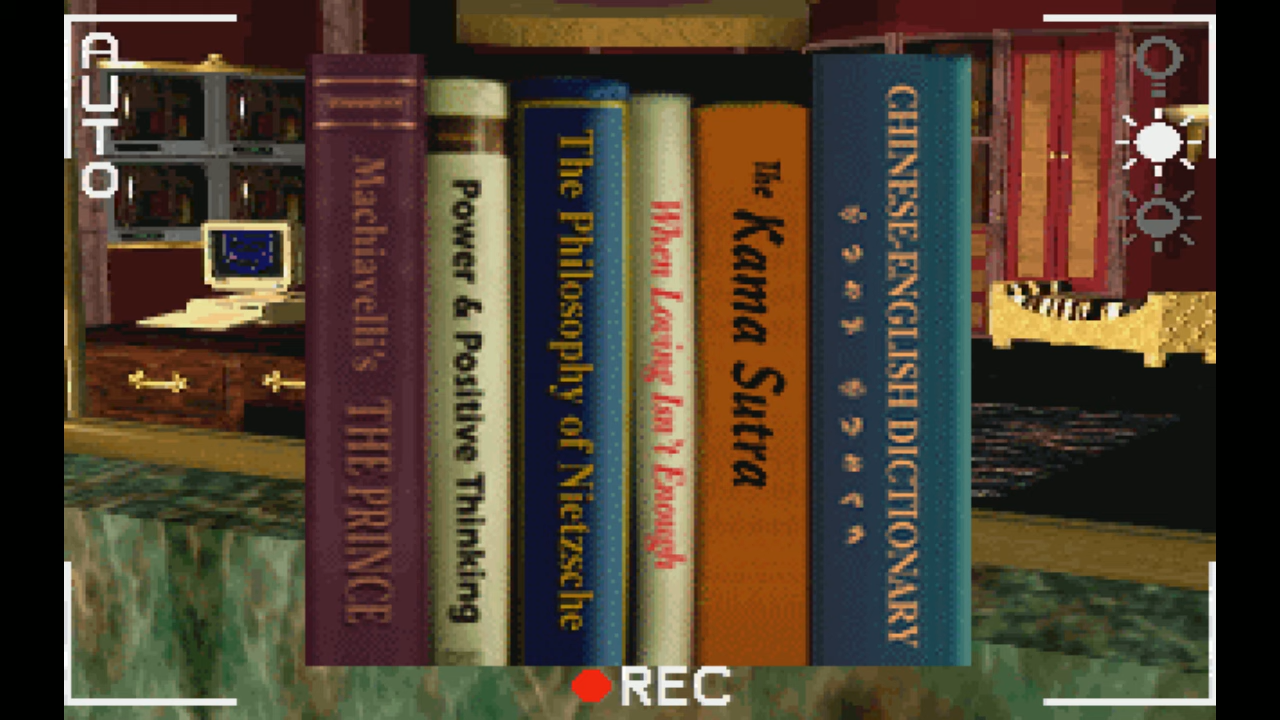 AUTO
Machiavelli's THE PRINCE
Power & Positive Thinking
The Philosophy of Nietzsche
When Loving Isn't Enough
The Kama Sutra
CHINESE.ENGLISH DICTIONARY
REC